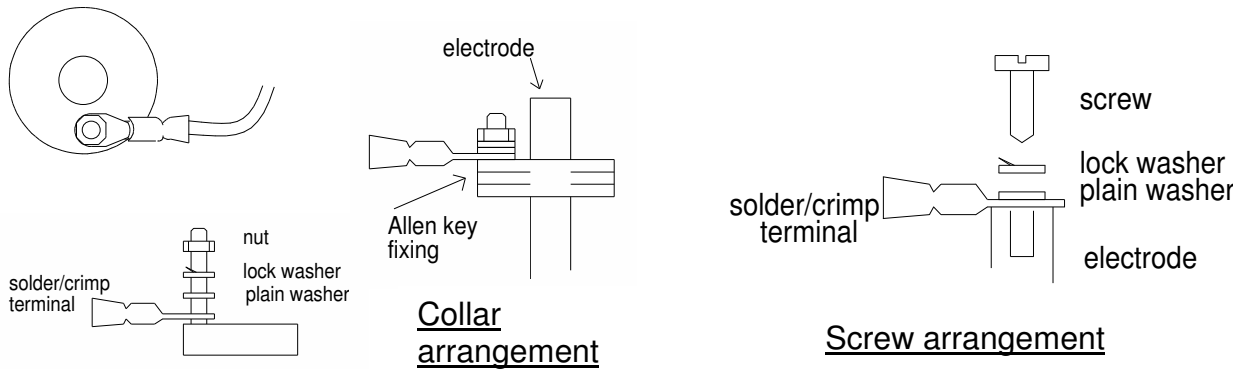 nut
lock washer
plain washer
solder/crimp
terminal
electrode
Allen key
fixing
Collar
arrangement
screw
lock washer
plain washer
solder/crimp
terminal
electrode
Screw arrangement